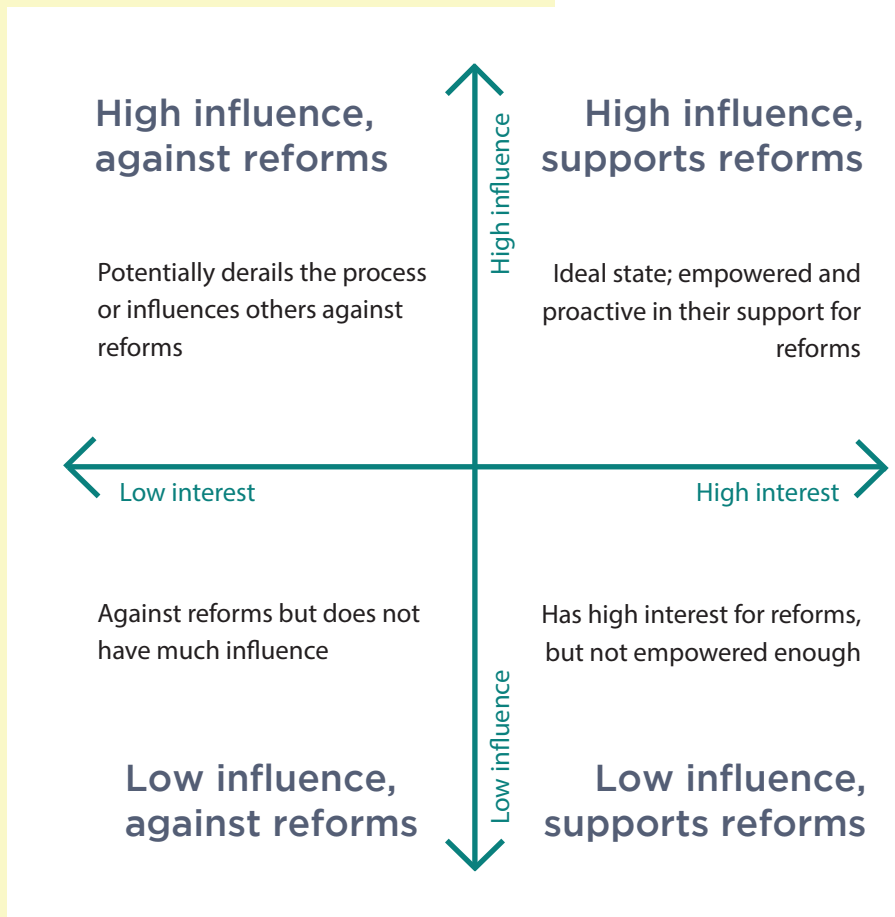 High influence,
against reforms
High influence,
supports reforms
High influence
Potentially derails the process
or influences others against
reforms
Ideal state; empowered and
proactive in their support for
reforms
Low interest
High interest
Against reforms but does not
have much influence
Has high interest for reforms,
but not empowered enough
Low influence
Low influence,
against reforms
Low influence,
supports reforms